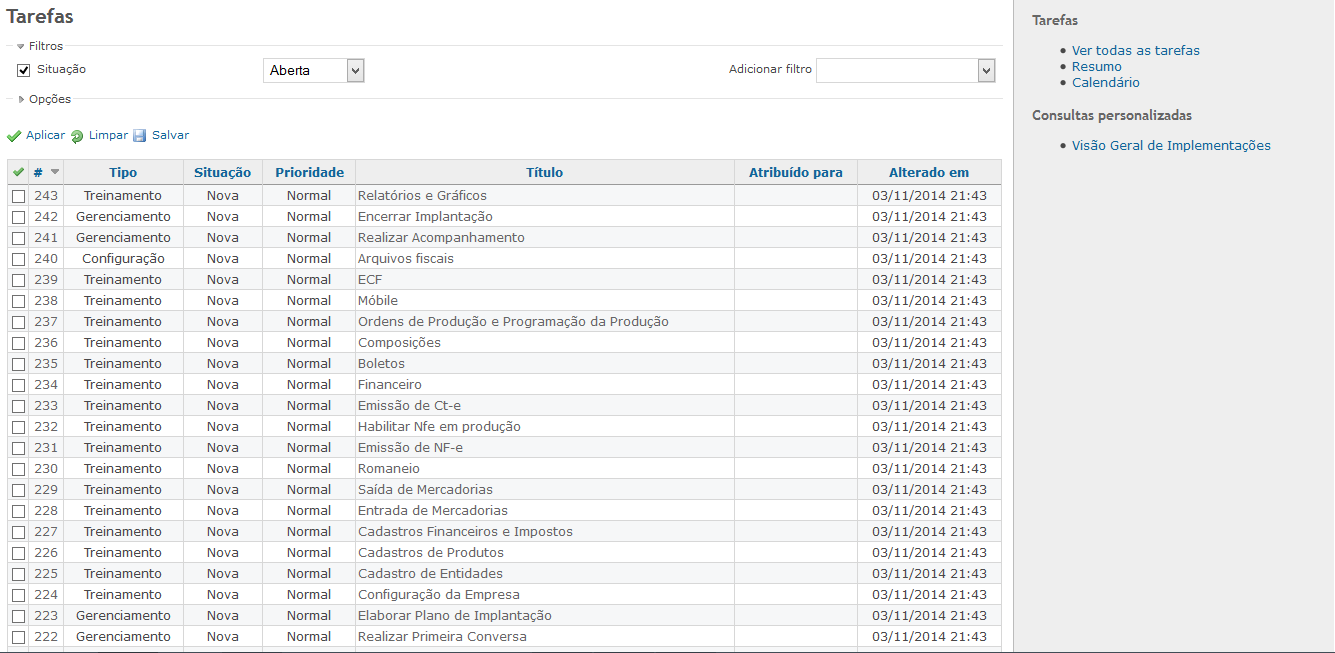 Tarefas
Filtros
Situação Aberta Adicionar filtro
Opções
Aplicar Limpar Salvar
# Tipo Situação Prioridade Título Atribuído para Alterado em
243 Treinamento Nova Normal Relatórios e Gráficos 03/11/2014 21:43
242 Gerenciamento Nova Normal Encerrar Implantação 03/11/2014 21:43
241 Gerenciamento Nova Normal Realizar Acompanhamento 03/11/2014 21:43
240 Configuração Nova Normal Arquivos fiscais 03/11/2014 21:43
239 Treinamento Nova Normal ECF 03/11/2014 21:43
238 Treinamento Nova Normal Móbile 03/11/2014 21:43
237 Treinamento Nova Normal Ordens de Produção e Programação da Produção 03/11/2014 21:43
236 Treinamento Nova Normal Composições 03/11/2014 21:43
235 Treinamento Nova Normal Boletos 03/11/2014 21:43
234 Treinamento Nova Normal Financeiro 03/11/2014 21:43
233 Treinamento Nova Normal Emissão de Ct-e 03/11/2014 21:43
232 Treinamento Nova Normal Habilitar Nfe em produção 03/11/2014 21:43
231 Treinamento Nova Normal Emissão de NF-e 03/11/2014 21:43
230 Treinamento Nova Normal Romaneio 03/11/2014 21:43
229 Treinamento Nova Normal Saída de Mercadorias 03/11/2014 21:43
228 Treinamento Nova Normal Entrada de Mercadorias 03/11/2014 21:43
227 Treinamento Nova Normal Cadastros Financeiros e Impostos 03/11/2014 21:43
226 Treinamento Nova Normal Cadastros de Produtos 03/11/2014 21:43
225 Treinamento Nova Normal Cadastro de Entidades 03/11/2014 21:43
224 Treinamento Nova Normal Configuração da Empresa 03/11/2014 21:43
223 Gerenciamento Nova Normal Elaborar Plano de Implantação 03/11/2014 21:43
222 Gerenciamento Nova Normal Realizar Primeira Conversa 03/11/2014 21:43
Tarefas
Ver todas as tarefas
Resumo
Calendário
Consultas personalizadas
Visão Geral de Implementações